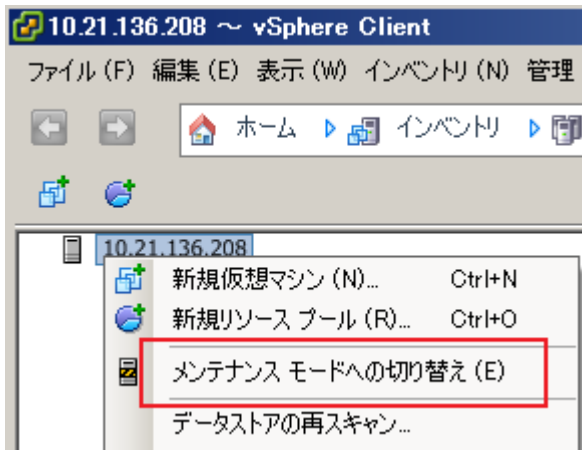 10.21.136.208 ～ vSphere Client
ファイル (F) 編集 (E) 表示 (W) インベントリ (N) 管理
ホーム インベントリ
10.21.136.208
新規仮想マシン (N)... Ctrl+N
新規リソース プール (R)... Ctrl+O
メンテナンス モードへの切り替え (E)
データストアの再スキャン...